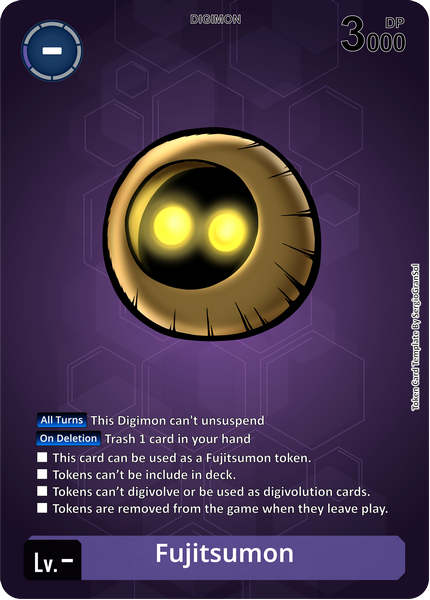 DIGIMON
-
DP
3000
Token Card Template By SergioGranSol
All Turns This Digimon can't unsuspend
On Deletion Trash 1 card in your hand
This card can be used as a Fujitsumon token.
Tokens can't be include in deck.
Tokens can't digivolve or be used as digivolution cards.
Tokens are removed from the game when they leave play.
Lv.-
Fujitsumon